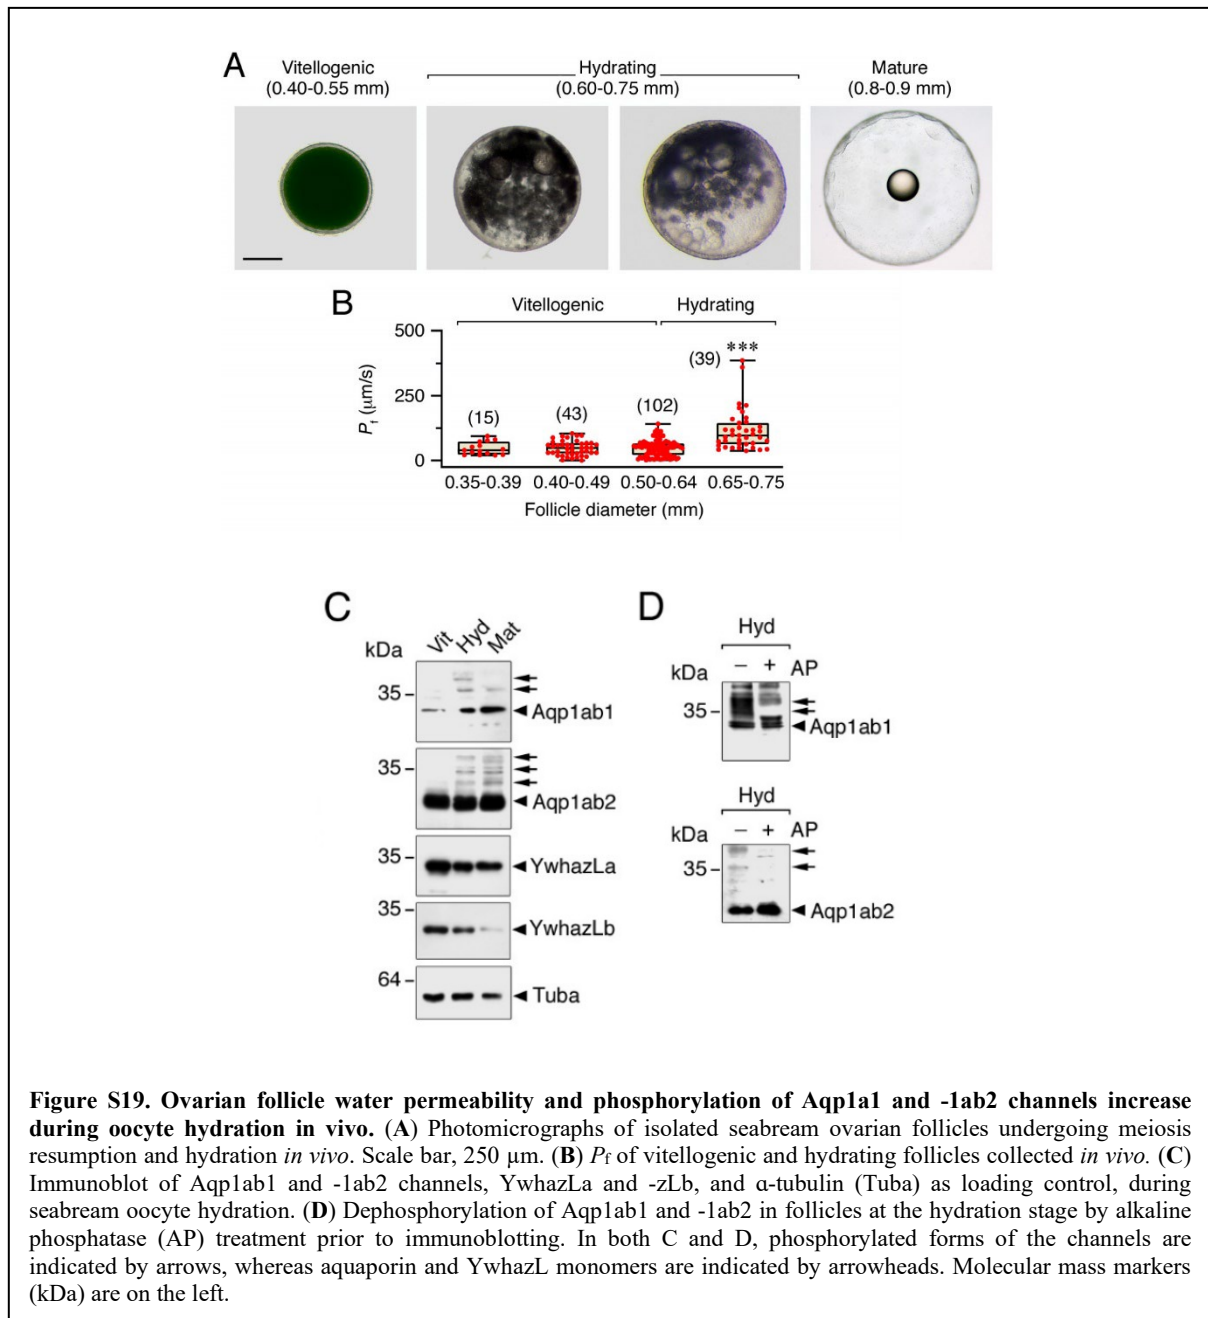 A
Vitellogenic
(0.40-0.55 mm)
Hydrating
(0.60-0.75 mm)
Mature
(0.8-0.9 mm)
B
Vitellogenic
Hydrating
500
250
0
Pf (μm/s)
(15)
(43)
(102)
(39)
***
0.35-0.39 0.40-0.49 0.50-0.64 0.65-0.75
Follicle diameter (mm)
C
kDa
Vit Hyd Mat
35
Aqp1ab1
35
Aqp1ab2
35
YwhazLa
35
YwhazLb
64
Tuba
D
Hyd
kDa – + AP
35
Aqp1ab1
Hyd
kDa – + AP
35
Aqp1ab2
Figure S19. Ovarian follicle water permeability and phosphorylation of Aqp1a1 and -1ab2 channels increase
during oocyte hydration in vivo. (A) Photomicrographs of isolated seabream ovarian follicles undergoing meiosis
resumption and hydration in vivo. Scale bar, 250 µm. (B) Pf of vitellogenic and hydrating follicles collected in vivo. (C)
Immunoblot of Aqp1ab1 and -1ab2 channels, YwhazLa and -zLb, and α-tubulin (Tuba) as loading control, during
seabream oocyte hydration. (D) Dephosphorylation of Aqp1ab1 and -1ab2 in follicles at the hydration stage by alkaline
phosphatase (AP) treatment prior to immunoblotting. In both C and D, phosphorylated forms of the channels are
indicated by arrows, whereas aquaporin and YwhazL monomers are indicated by arrowheads. Molecular mass markers
(kDa) are on the left.